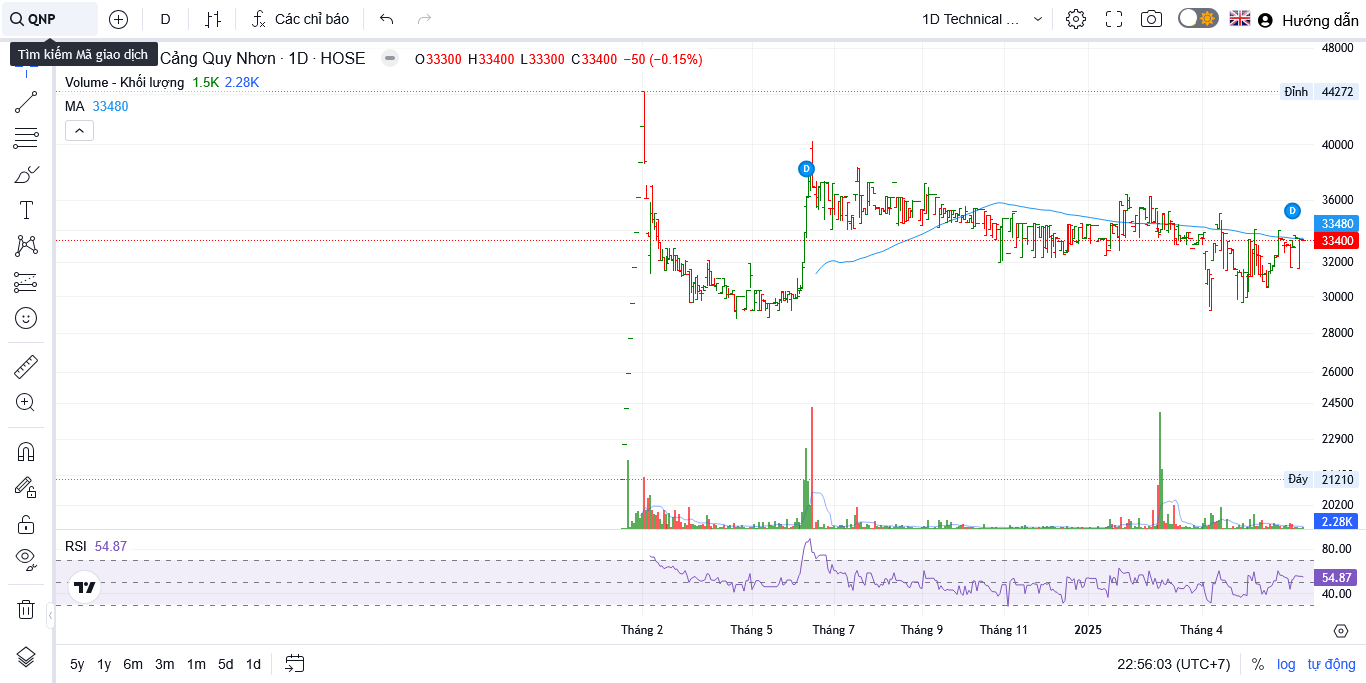 QNP D Các chỉ báo 1D Technical ... Hướng dẫn
Tìm kiếm Mã giao dịch
Cảng Quy Nhơn · 1D · HOSE O33300 H33400 L33300 C33400 −50 (−0.15%)
Volume - Khối lượng 1.5K 2.28K
MA 33480
48000
Đỉnh 44272
40000
D
36000
D
33480
33400
32000
30000
28000
26000
24500
22900
Đáy 21210
20200
2.28K
RSI 54.87
80.00
54.87
40.00
Tháng 2 Tháng 5 Tháng 7 Tháng 9 Tháng 11 2025 Tháng 4
5y 1y 6m 3m 1m 5d 1d 22:56:03 (UTC+7) % log tự động